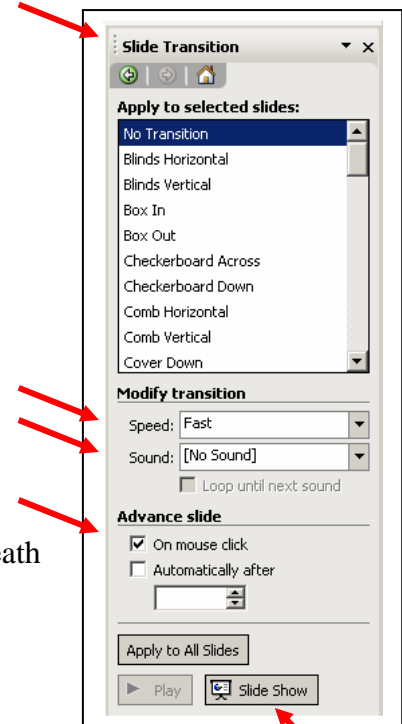 Slide Transition
Apply to selected slides:
No Transition
Blinds Horizontal
Blinds Vertical
Box In
Box Out
Checkerboard Across
Checkerboard Down
Comb Horizontal
Comb Vertical
Cover Down
Modify transition
Speed: Fast
Sound: [No Sound]
Loop until next sound
Advance slide
On mouse click
eath
Automatically after
Apply to All Slides
Play Slide Show